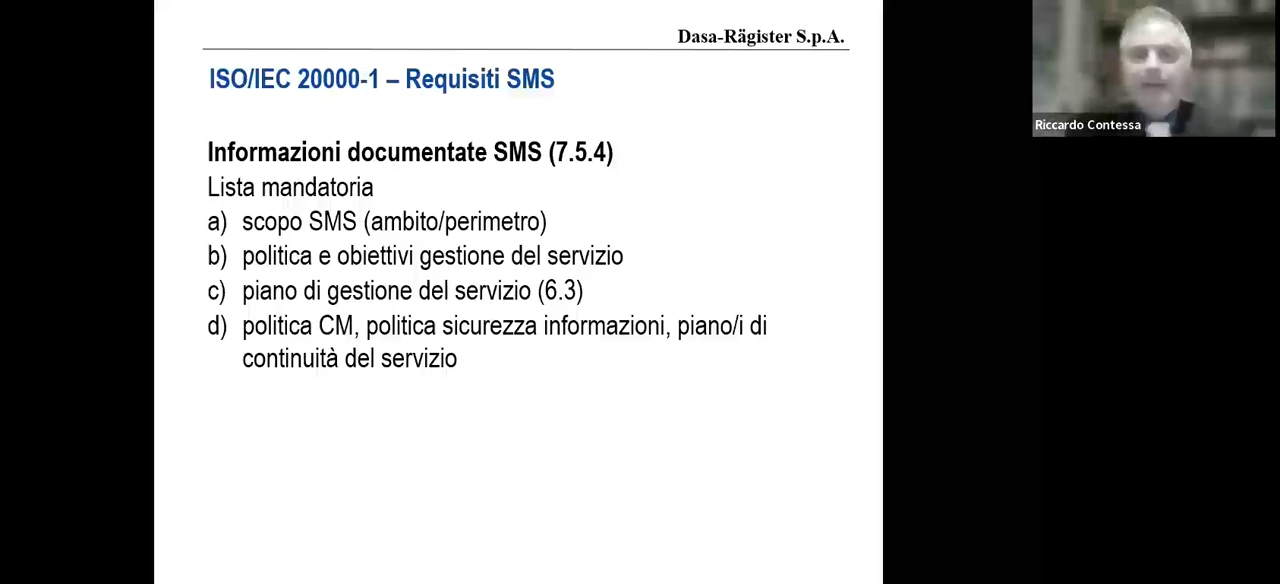 Dasa-Rägister S.p.A.
ISO/IEC 20000-1 – Requisiti SMS
Informazioni documentate SMS (7.5.4)
Lista mandatoria
a) scopo SMS (ambito/perimetro)
b) politica e obiettivi gestione del servizio
c) piano di gestione del servizio (6.3)
d) politica CM, politica sicurezza informazioni, piano/i di
continuità del servizio
Riccardo Contessa